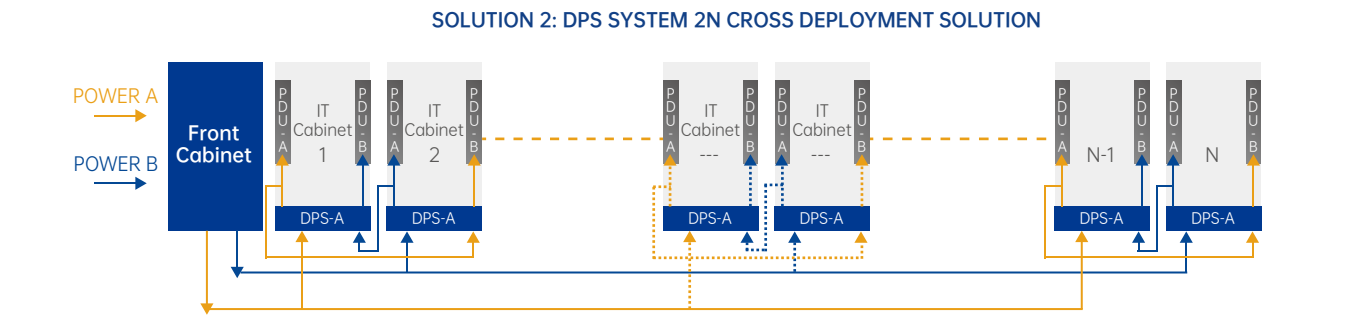 SOLUTION 2: DPS SYSTEM 2N CROSS DEPLOYMENT SOLUTION
POWER A
POWER B
Front
Cabinet
PDU-A
IT
Cabinet
1
PDU-B
DPS-A
PDU-A
IT
Cabinet
2
PDU-B
DPS-A
PDU-A
IT
Cabinet
---
PDU-B
DPS-A
PDU-A
IT
Cabinet
---
PDU-B
DPS-A
PDU-A
N-1
PDU-B
DPS-A
PDU-A
N
PDU-B
DPS-A